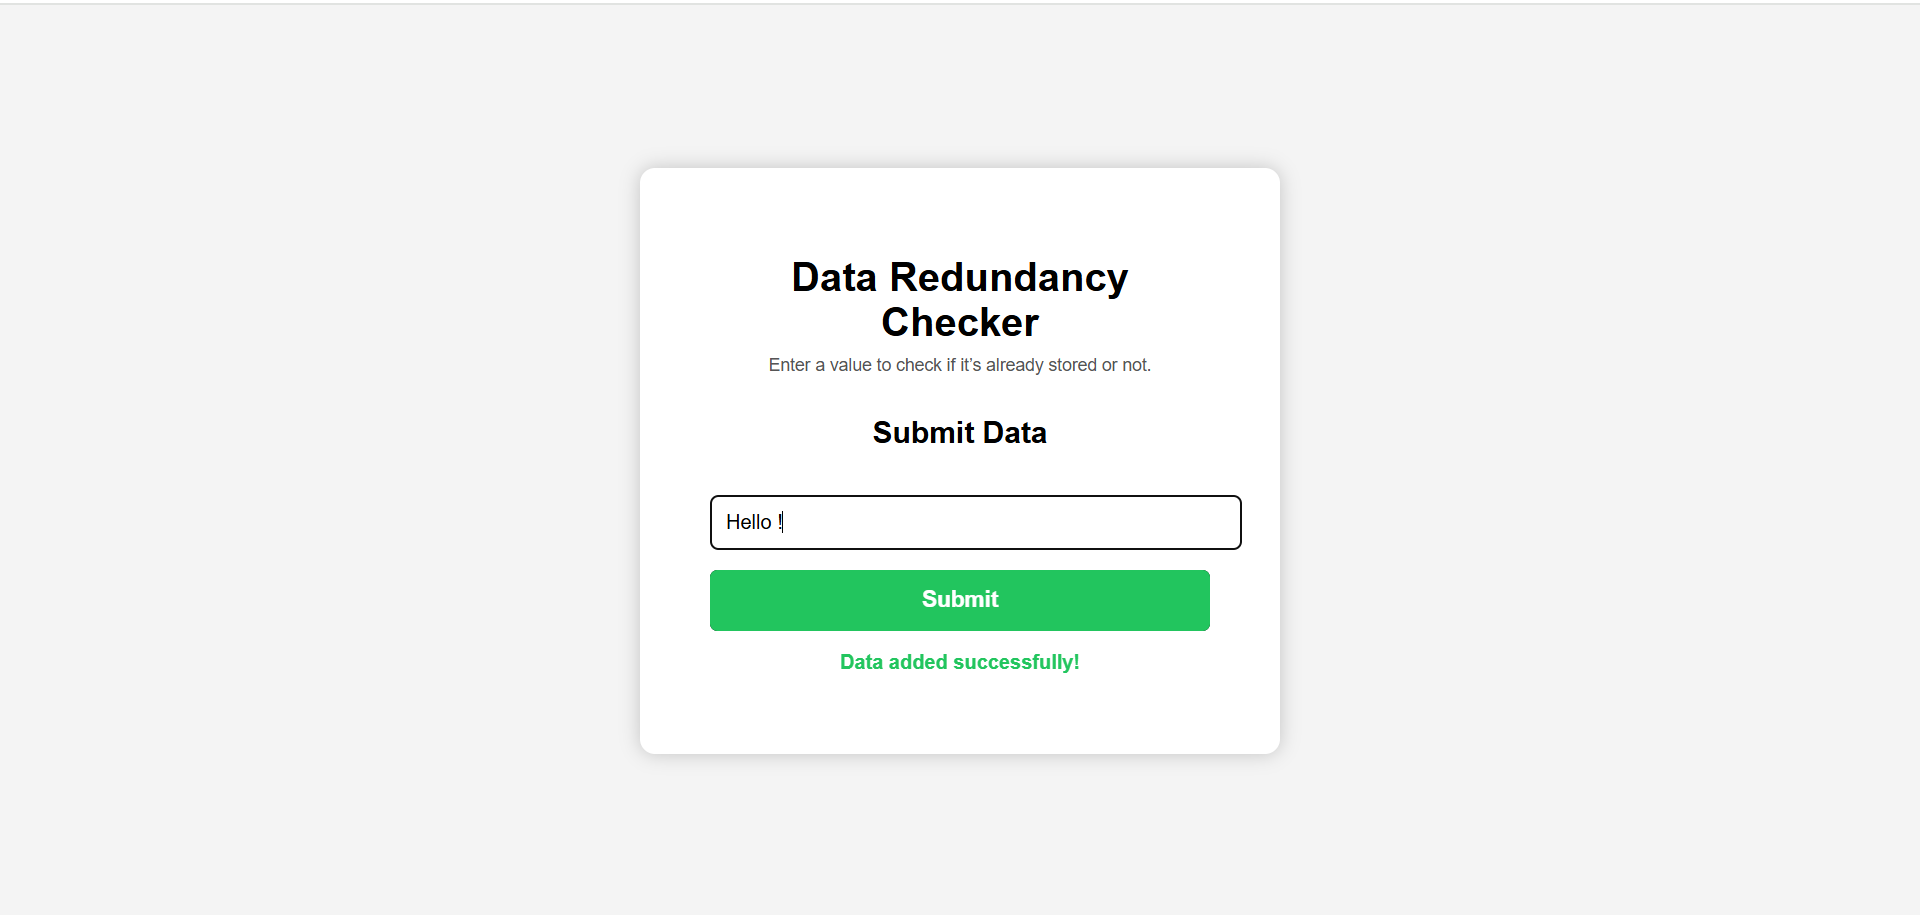 Data Redundancy
Checker
Enter a value to check if it’s already stored or not.
Submit Data
Hello !
Submit
Data added successfully!